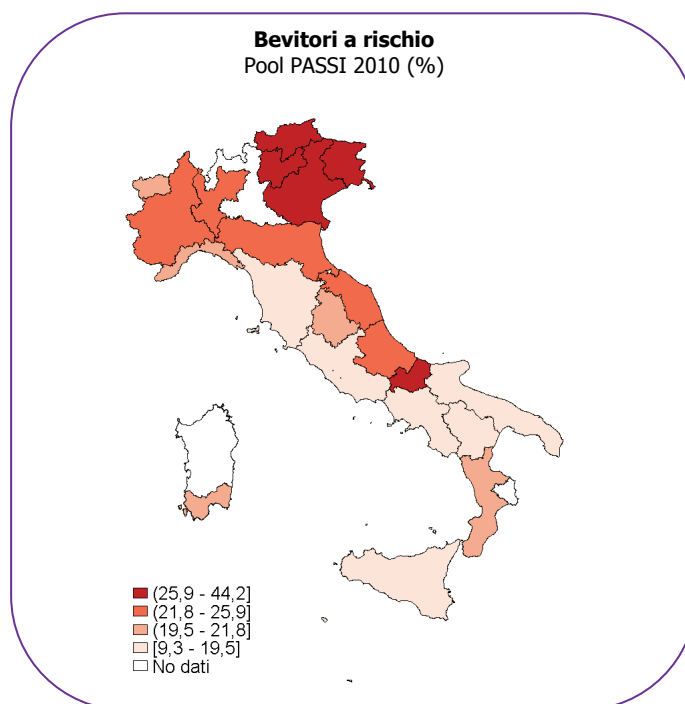 Bevitori a rischio
Pool PASSI 2010 (%)
(25,9 - 44,2]
(21,8 - 25,9]
(19,5 - 21,8]
[9,3 - 19,5]
No dati